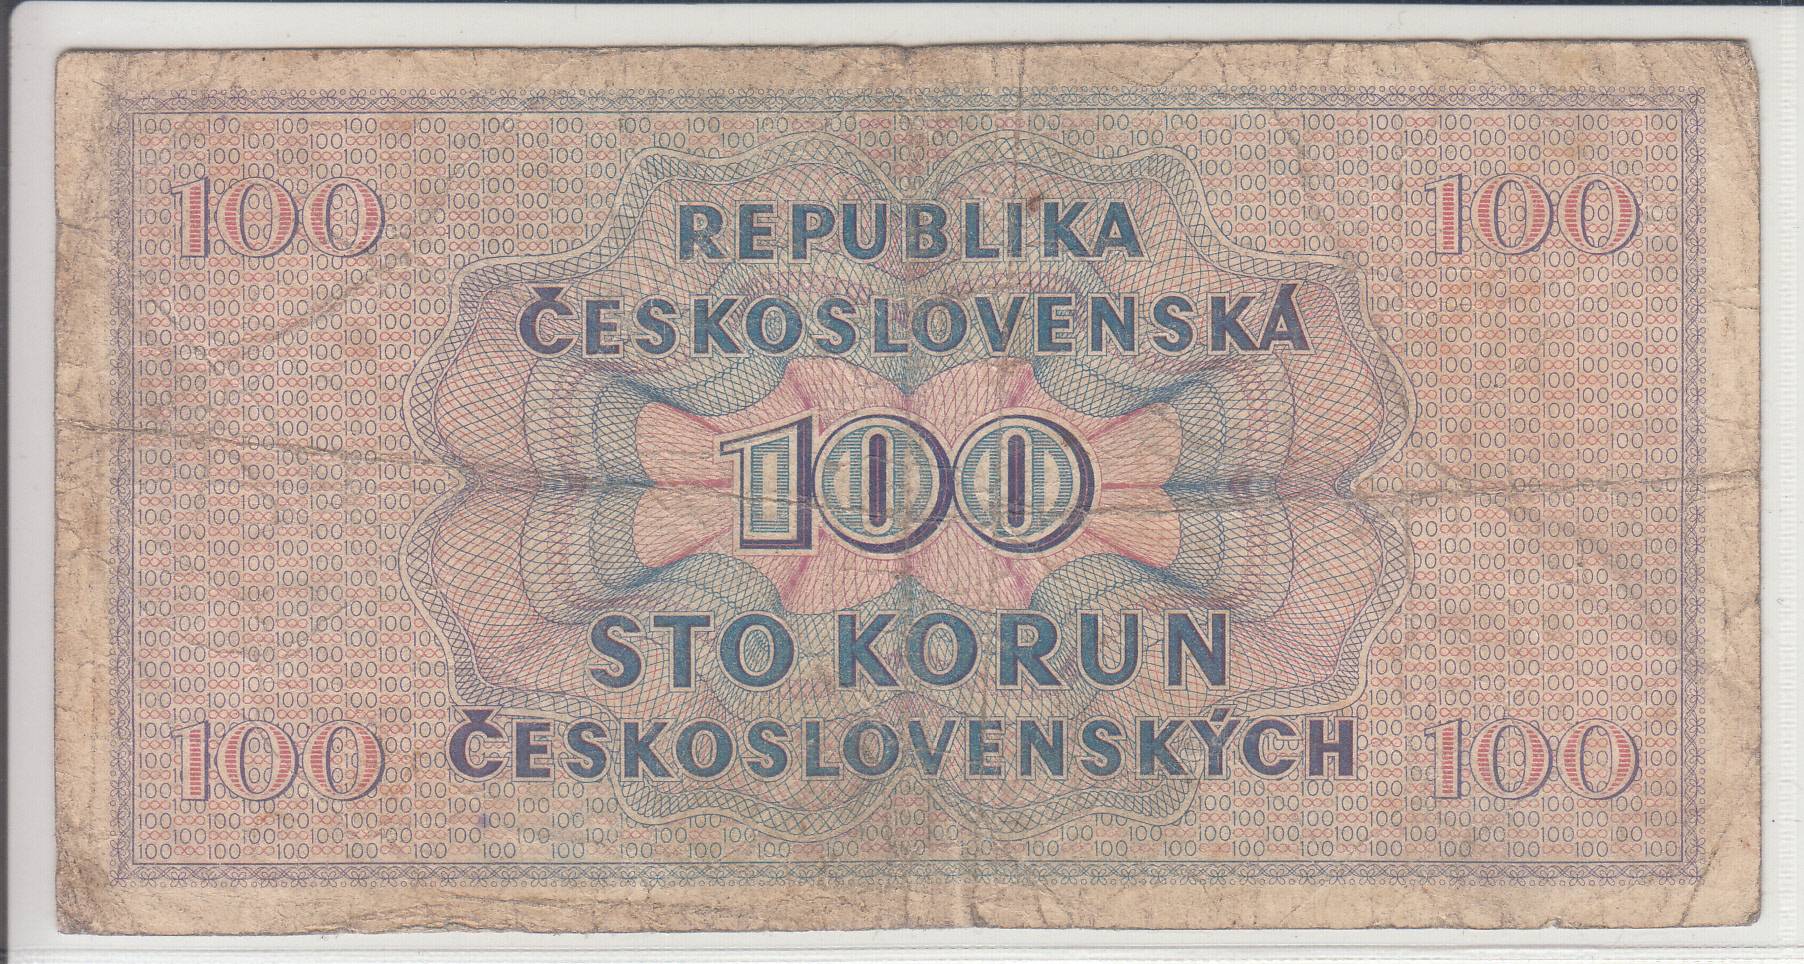 100 100
REPUBLIKA
ČESKOSLOVENSKÁ
100
STO KORUN
ČESKOSLOVENSKÝCH
100 100